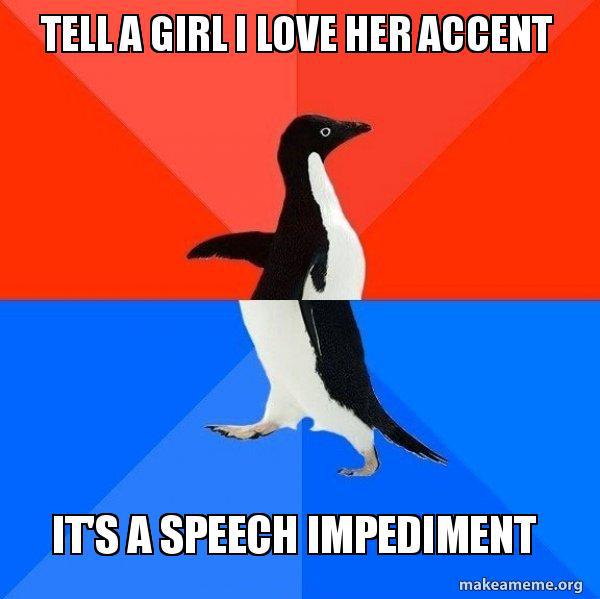 TELL A GIRL I LOVE HER ACCENT
IT'S A SPEECH IMPEDIMENT
makeameme.org